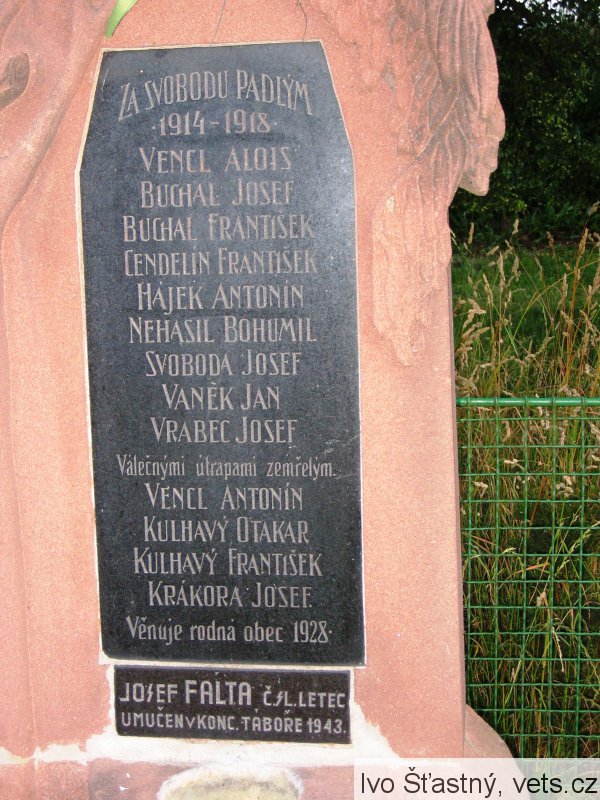 ZA SVOBODU PADLÝM
·1914-1918·
VENCL ALOIS
BUCHAL JOSEF
BUCHAL FRANTIŠEK
CENDELÍN FRANTIŠEK
HÁJEK ANTONÍN
NEHASIL BOHUMIL
SVOBODA JOSEF
VANĚK JAN
VRABEC JOSEF
Válečnými útrapami zemřelým.
VENCL ANTONÍN
KULHAVÝ OTAKAR
KULHAVÝ FRANTIŠEK
KRÁKORA JOSEF.
Věnuje rodná obec 1928·
JOSEF FALTA ČSL. LETEC
UMUČEN V KONC. TÁBOŘE 1943.
Ivo Šťastný, vets.cz